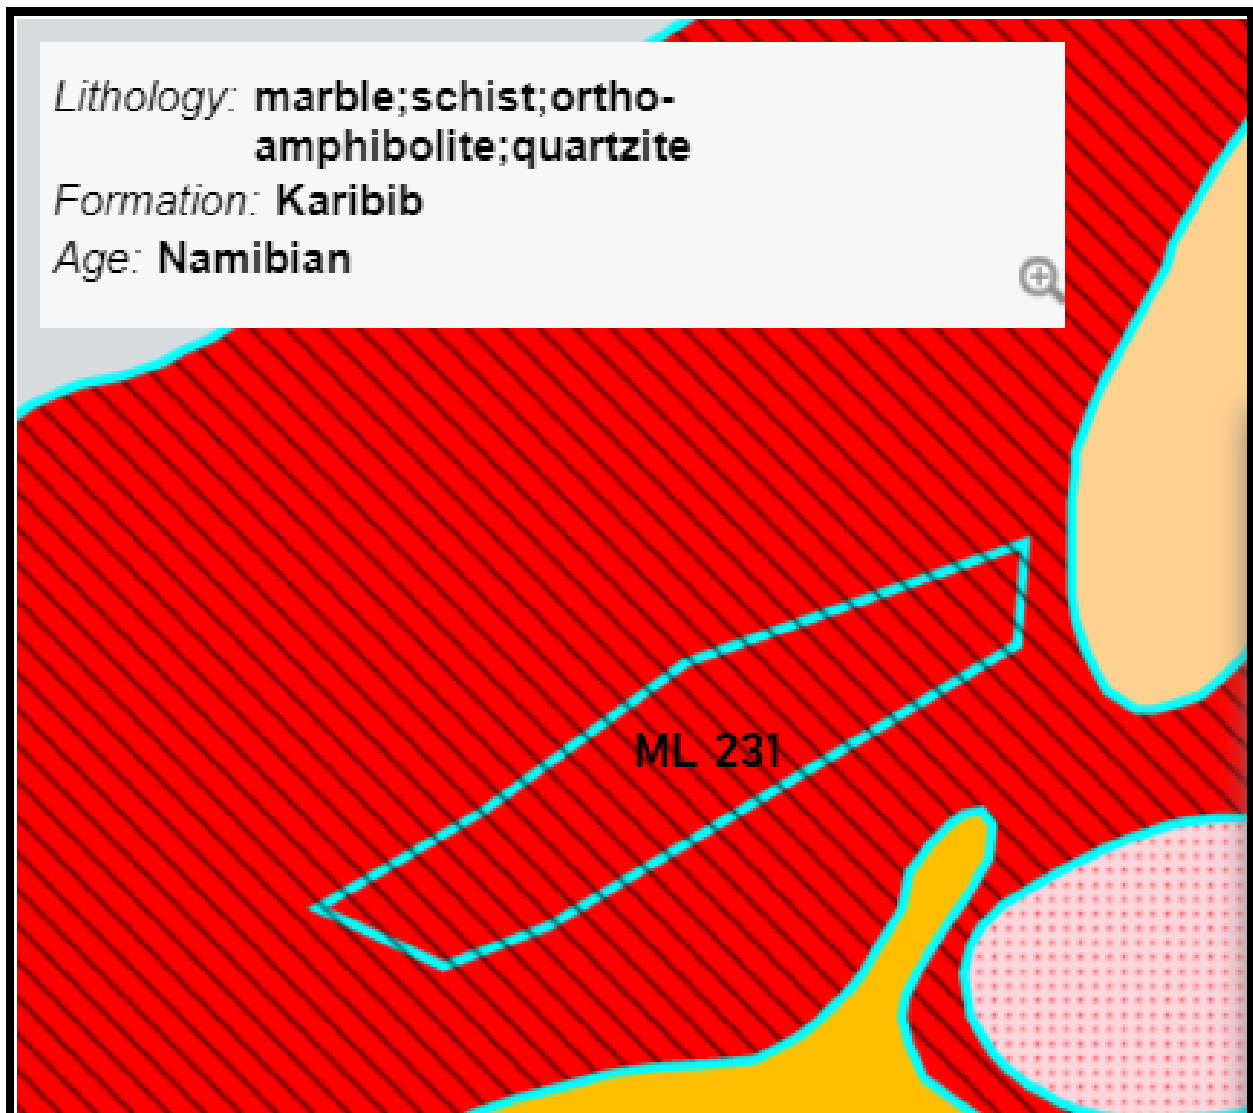 Lithology: marble;schist;ortho-
amphibolite;quartzite
Formation: Karibib
Age: Namibian
ML 231